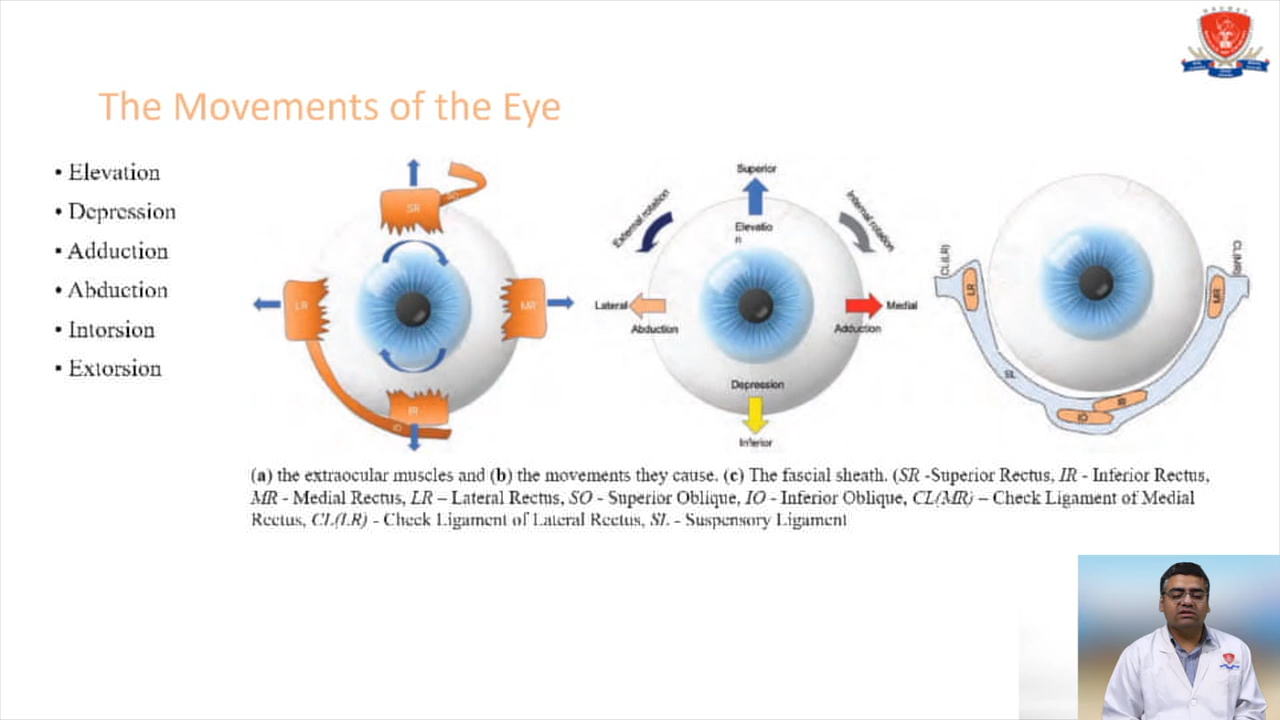 The Movements of the Eye
• Elevation
• Depression
• Adduction
• Abduction
• Intorsion
• Extorsion
SR
LR
MR
IR
IO
Superior
External rotation
Internal rotation
Elevatio
n
Lateral
Medial
Abduction
Adduction
Depression
Inferior
CL(LR)
CL(MR)
LR
MR
SL
IR
IO
(a) the extraocular muscles and (b) the movements they cause. (c) The fascial sheath. (SR -Superior Rectus, IR - Inferior Rectus,
MR - Medial Rectus, LR – Lateral Rectus, SO - Superior Oblique, IO - Inferior Oblique, CL(MR) – Check Ligament of Medial
Rectus, CL(LR) - Check Ligament of Lateral Rectus, SL - Suspensory Ligament